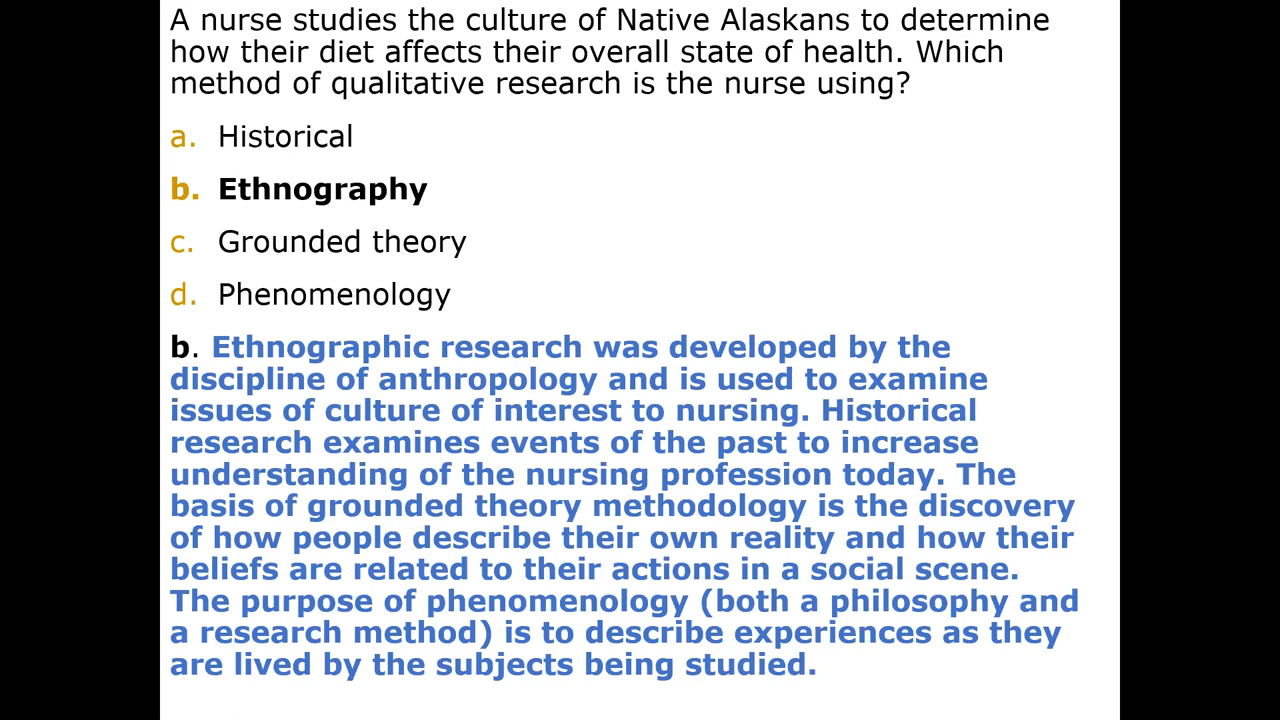 A nurse studies the culture of Native Alaskans to determine
how their diet affects their overall state of health. Which
method of qualitative research is the nurse using?
a. Historical
b. Ethnography
c. Grounded theory
d. Phenomenology
b. Ethnographic research was developed by the
discipline of anthropology and is used to examine
issues of culture of interest to nursing. Historical
research examines events of the past to increase
understanding of the nursing profession today. The
basis of grounded theory methodology is the discovery
of how people describe their own reality and how their
beliefs are related to their actions in a social scene.
The purpose of phenomenology (both a philosophy and
a research method) is to describe experiences as they
are lived by the subjects being studied.